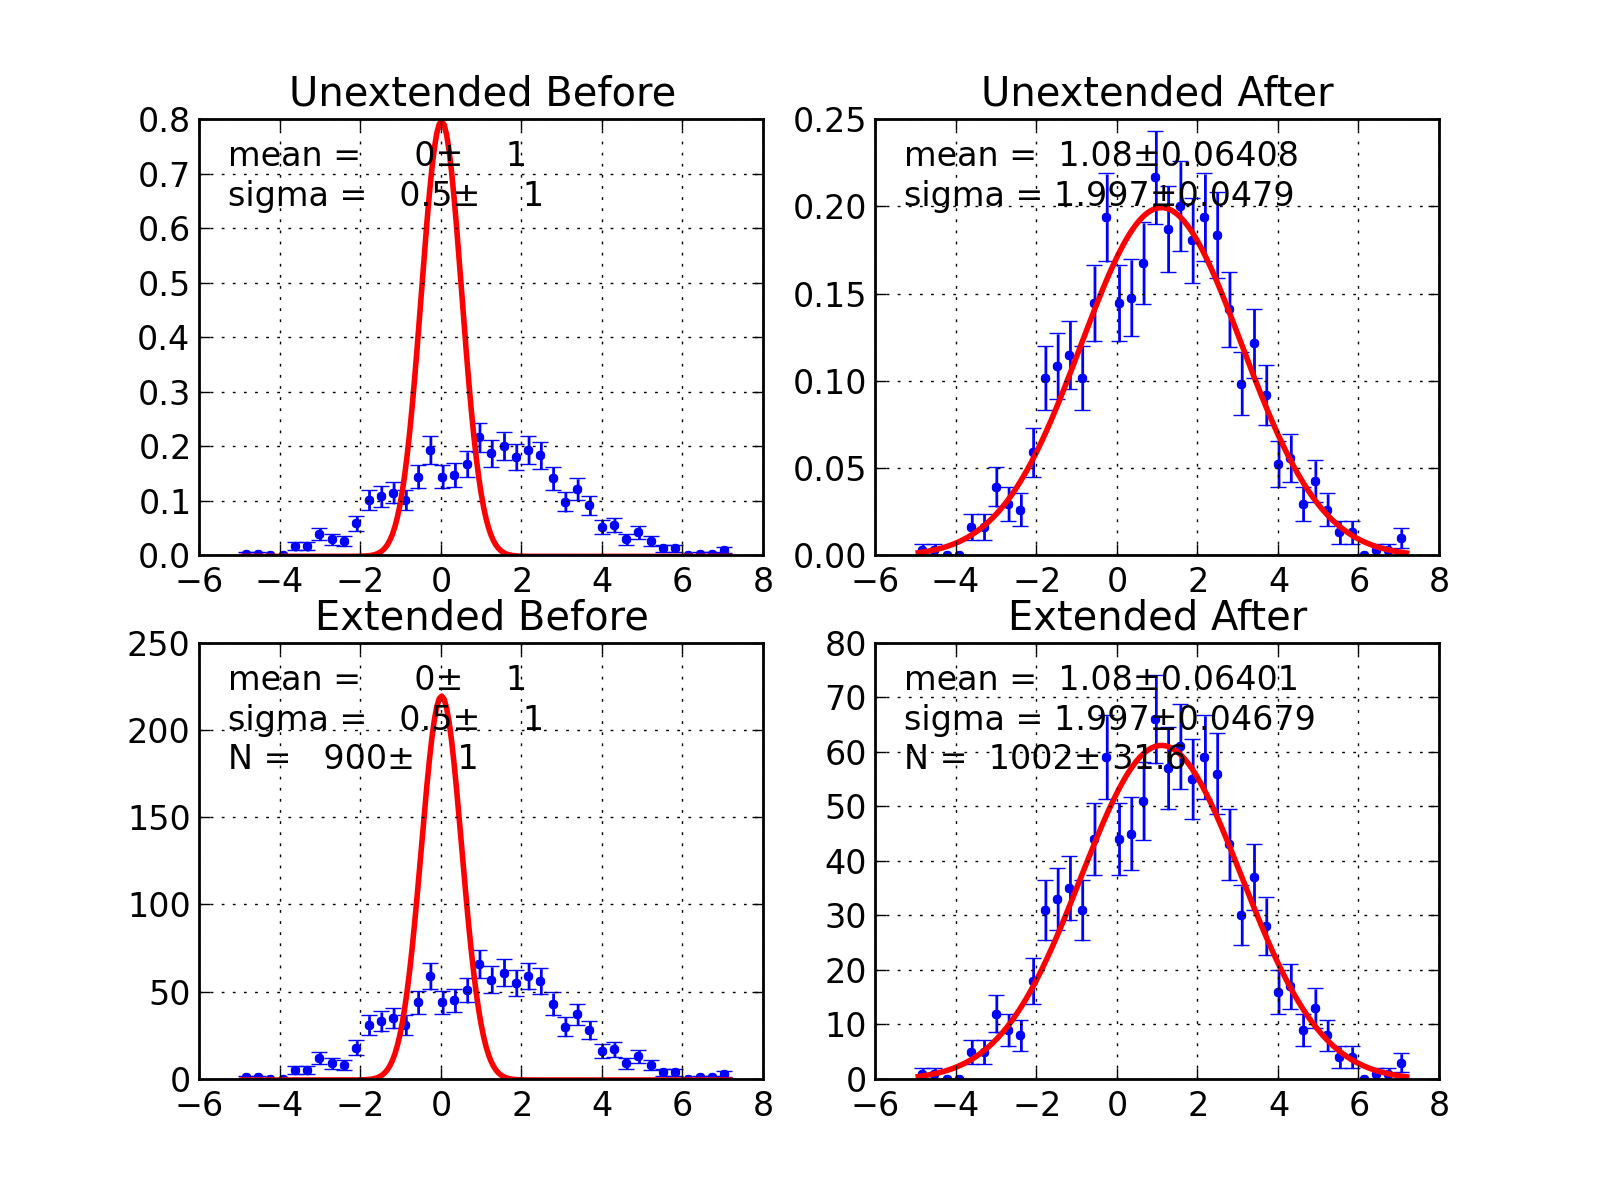 Unextended Before
0.8
0.7
0.6
0.5
0.4
0.3
0.2
0.1
0.0
mean = 0± 1
sigma = 0.5± 1
−6 −4 −2 0 2 4 6 8
Unextended After
0.25
0.20
0.15
0.10
0.05
0.00
mean = 1.08±0.06408
sigma = 1.997±0.0479
−6 −4 −2 0 2 4 6 8
Extended Before
250
200
150
100
50
0
mean = 0± 1
sigma = 0.5± 1
N = 900± 1
−6 −4 −2 0 2 4 6 8
Extended After
80
70
60
50
40
30
20
10
0
mean = 1.08±0.06401
sigma = 1.997±0.04679
N = 1002± 31.6
−6 −4 −2 0 2 4 6 8